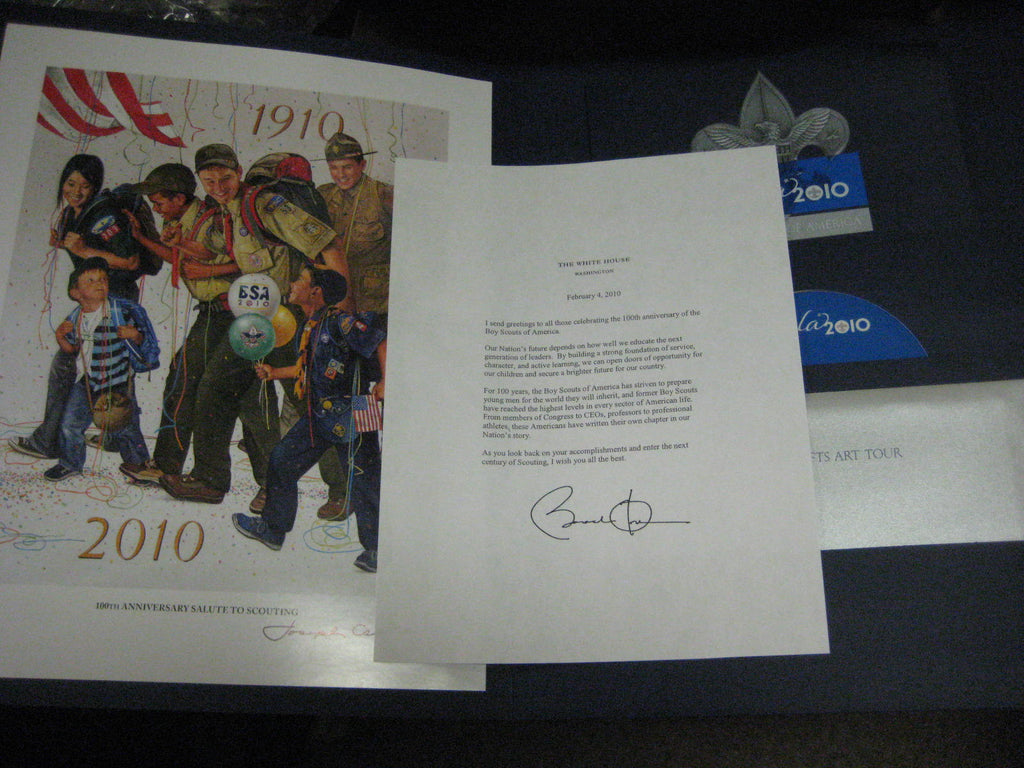 1910
BSA
2010
2010
100TH ANNIVERSARY SALUTE TO SCOUTING
Joseph
THE WHITE HOUSE
WASHINGTON
February 4, 2010
I send greetings to all those celebrating the 100th anniversary of the
Boy Scouts of America.
Our Nation's future depends on how well we educate the next
generation of leaders. By building a strong foundation of service,
character, and active learning, we can open doors of opportunity for
our children and secure a brighter future for our country.
For 100 years, the Boy Scouts of America has striven to prepare
young men for the world they will inherit, and former Boy Scouts
have reached the highest levels in every sector of American life.
From members of Congress to CEOs, professors to professional
athletes, these Americans have written their own chapter in our
Nation's story.
As you look back on your accomplishments and enter the next
century of Scouting, I wish you all the best.
2010
AMERICA
la 2010
FTS ART TOUR